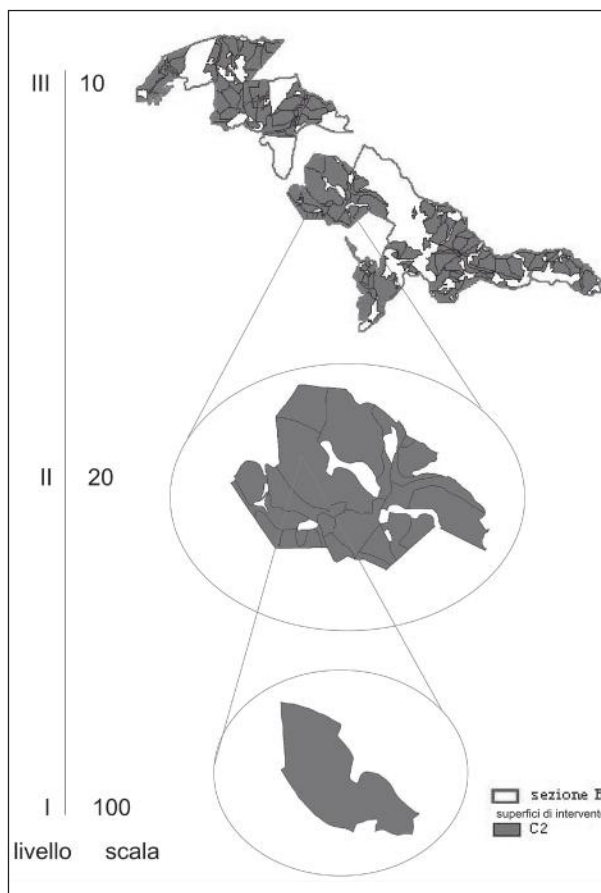 III 10
II 20
I 100
livello scala
sezione B
superfici di intervento
C2